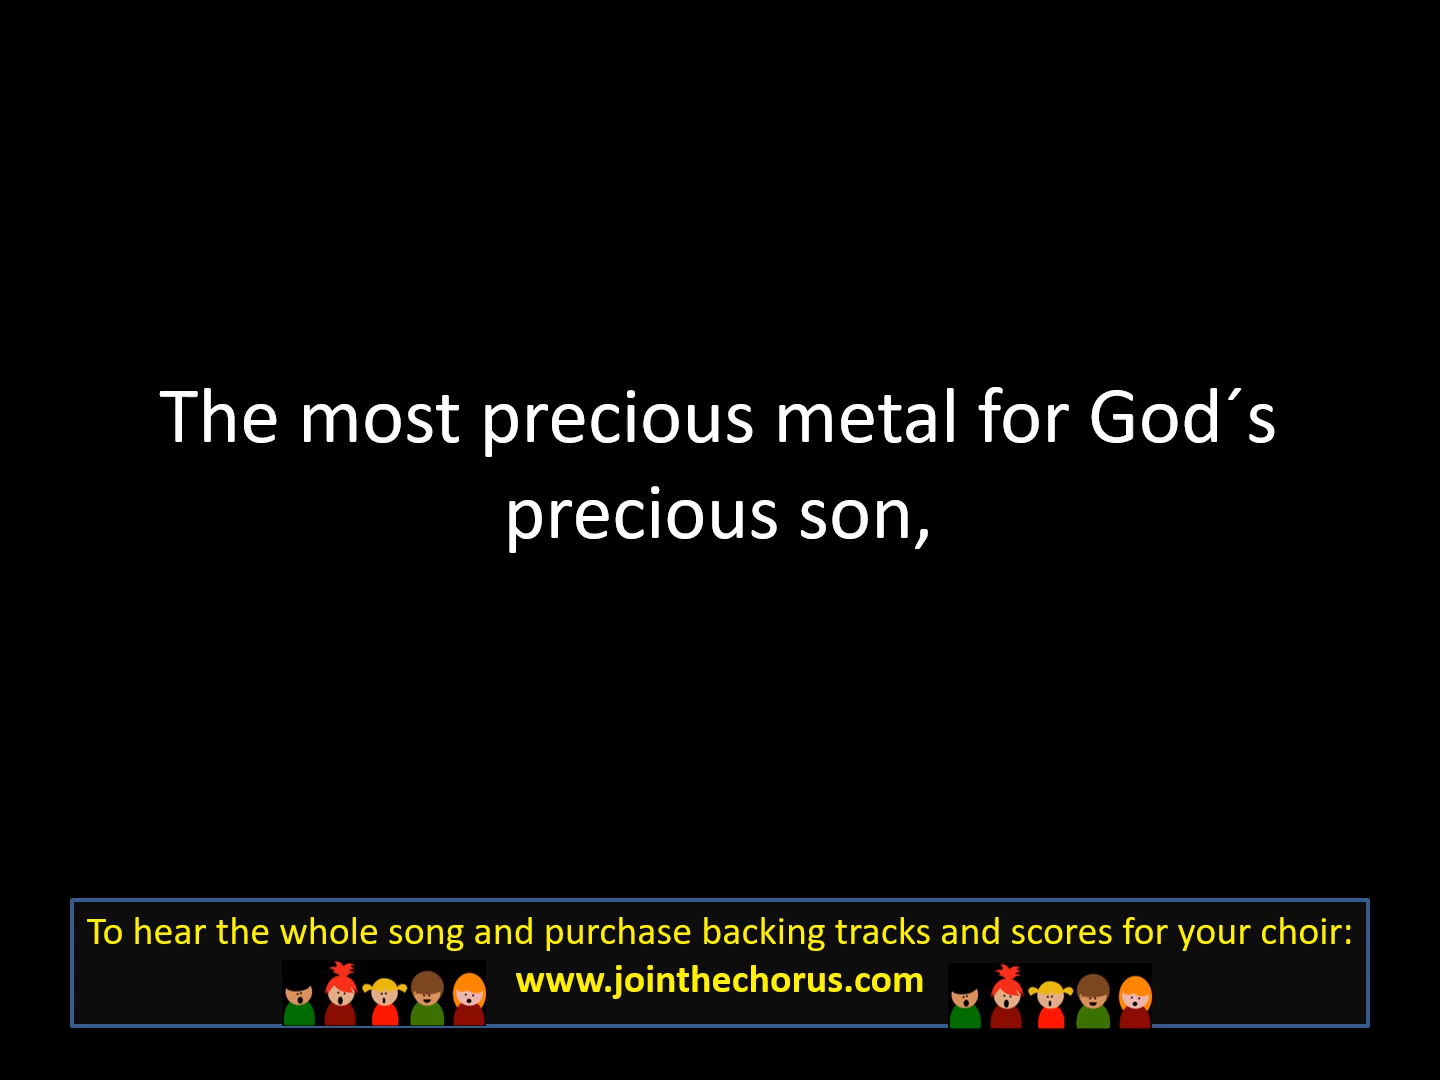 The most precious metal for God´s
precious son,
To hear the whole song and purchase backing tracks and scores for your choir:
www.jointhechorus.com